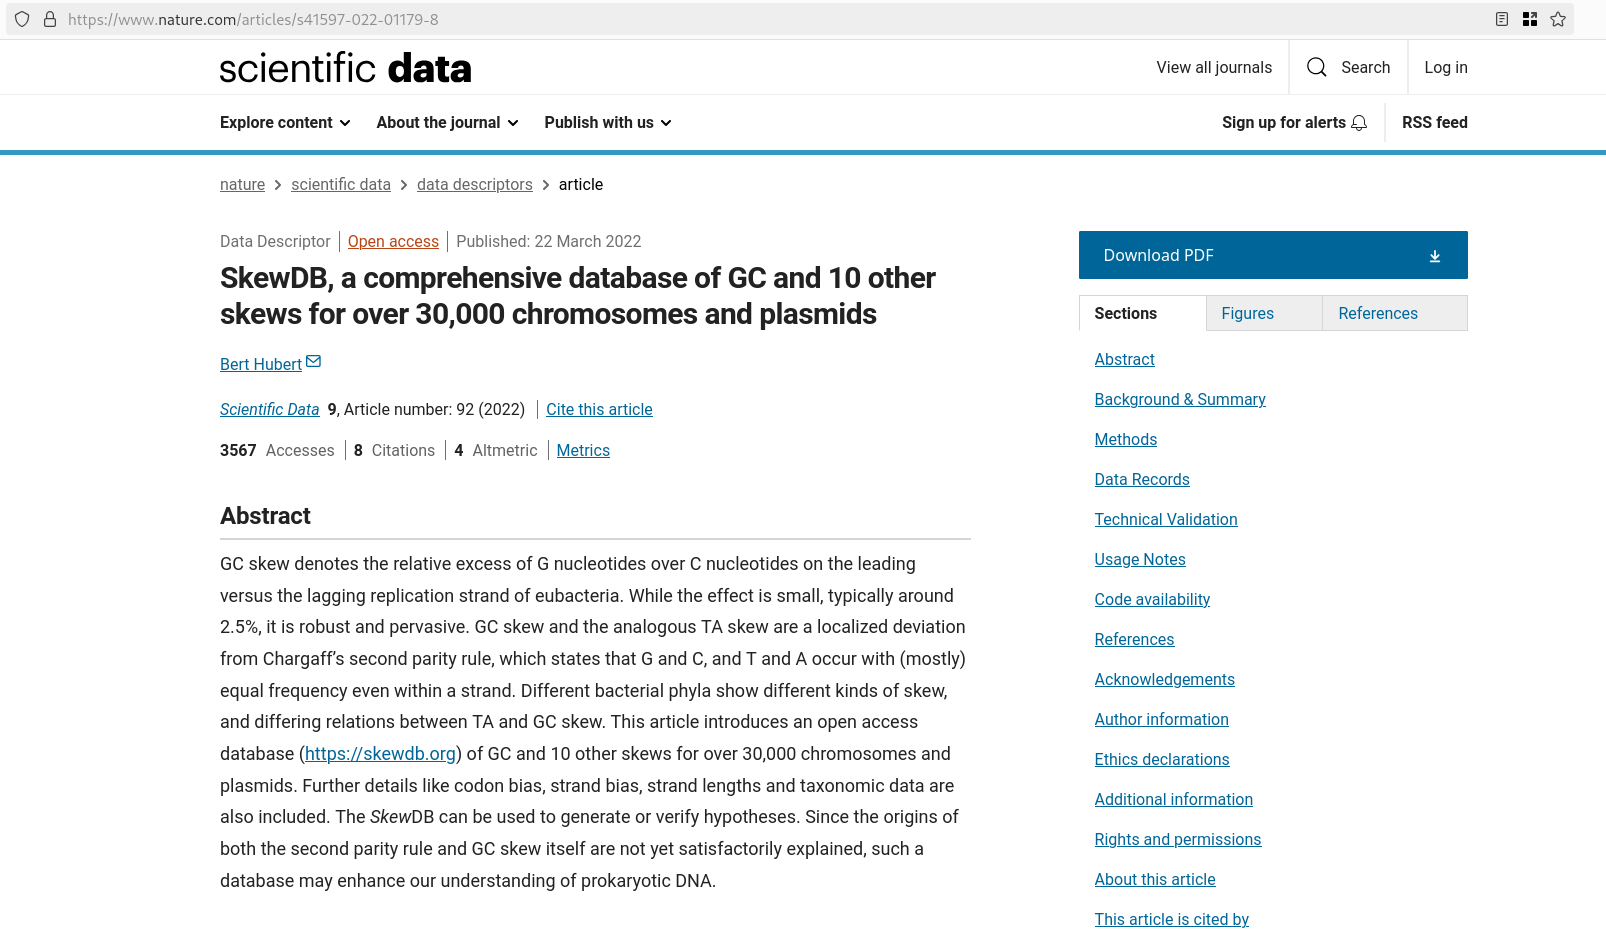 https://www.nature.com/articles/s41597-022-01179-8
scientific data
View all journals
Search
Log in
Explore content
About the journal
Publish with us
Sign up for alerts
RSS feed
nature > scientific data > data descriptors > article
Data Descriptor | Open access | Published: 22 March 2022
SkewDB, a comprehensive database of GC and 10 other
skews for over 30,000 chromosomes and plasmids
Bert Hubert
Scientific Data 9, Article number: 92 (2022) | Cite this article
3567 Accesses | 8 Citations | 4 Altmetric | Metrics
Abstract
GC skew denotes the relative excess of G nucleotides over C nucleotides on the leading
versus the lagging replication strand of eubacteria. While the effect is small, typically around
2.5%, it is robust and pervasive. GC skew and the analogous TA skew are a localized deviation
from Chargaff’s second parity rule, which states that G and C, and T and A occur with (mostly)
equal frequency even within a strand. Different bacterial phyla show different kinds of skew,
and differing relations between TA and GC skew. This article introduces an open access
database (https://skewdb.org) of GC and 10 other skews for over 30,000 chromosomes and
plasmids. Further details like codon bias, strand bias, strand lengths and taxonomic data are
also included. The SkewDB can be used to generate or verify hypotheses. Since the origins of
both the second parity rule and GC skew itself are not yet satisfactorily explained, such a
database may enhance our understanding of prokaryotic DNA.
Download PDF
Sections
Figures
References
Abstract
Background & Summary
Methods
Data Records
Technical Validation
Usage Notes
Code availability
References
Acknowledgements
Author information
Ethics declarations
Additional information
Rights and permissions
About this article
This article is cited by